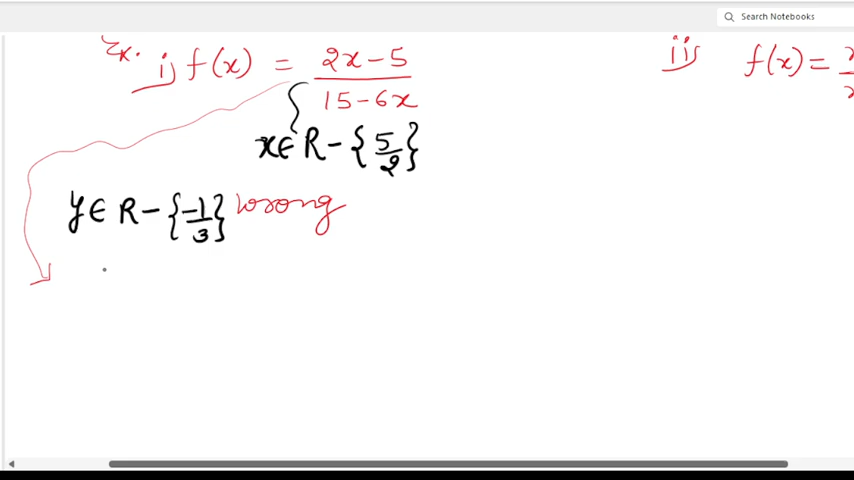 Search Notebooks
Ex. i) f(x) = 2x-5 / 15-6x
ii) f(x) =
x ∈ R - {5/2}
y ∈ R - {-1/3} wrong